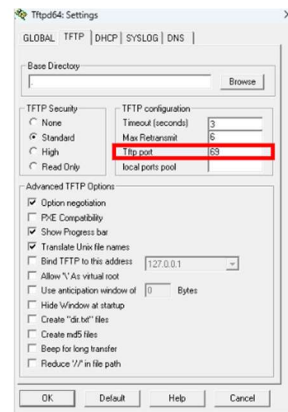 Tftpd64: Settings
GLOBAL TFTP DHCP SYSLOG DNS
Base Directory
.
Browse
TFTP Security
None
Standard
High
Read Only
TFTP configuration
Timeout (seconds) 3
Max Retransmit 6
Tftp port 69
local ports pool
Advanced TFTP Options
Option negotiation
PXE Compatibility
Show Progress bar
Translate Unix file names
Bind TFTP to this address 127.0.0.1
Allow '\' As virtual root
Use anticipation window of 0 Bytes
Hide Window at startup
Create "dir.txt" files
Create md5 files
Beep for long transfer
Reduce '//' in file path
OK Default Help Cancel